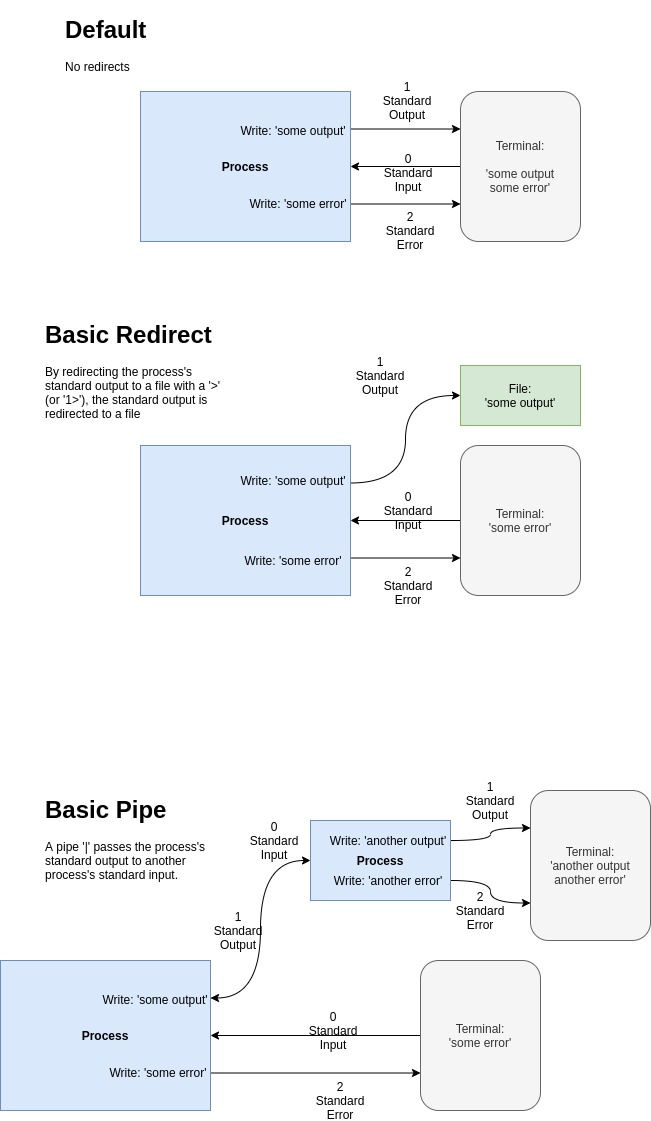 Default
No redirects
1
Standard
Output
Write: 'some output'
Terminal:
'some output
some error'
Process
0
Standard
Input
Write: 'some error'
2
Standard
Error
Basic Redirect
By redirecting the process's
standard output to a file with a '>'
(or '1>'), the standard output is
redirected to a file
1
Standard
Output
File:
'some output'
Write: 'some output'
0
Standard
Input
Process
Terminal:
'some error'
Write: 'some error'
2
Standard
Error
Basic Pipe
A pipe '|' passes the process's
standard output to another
process's standard input.
0
Standard
Input
Write: 'another output'
Process
Write: 'another error'
1
Standard
Output
2
Standard
Error
Terminal:
'another output
another error'
1
Standard
Output
Write: 'some output'
Process
Write: 'some error'
0
Standard
Input
2
Standard
Error
Terminal:
'some error'